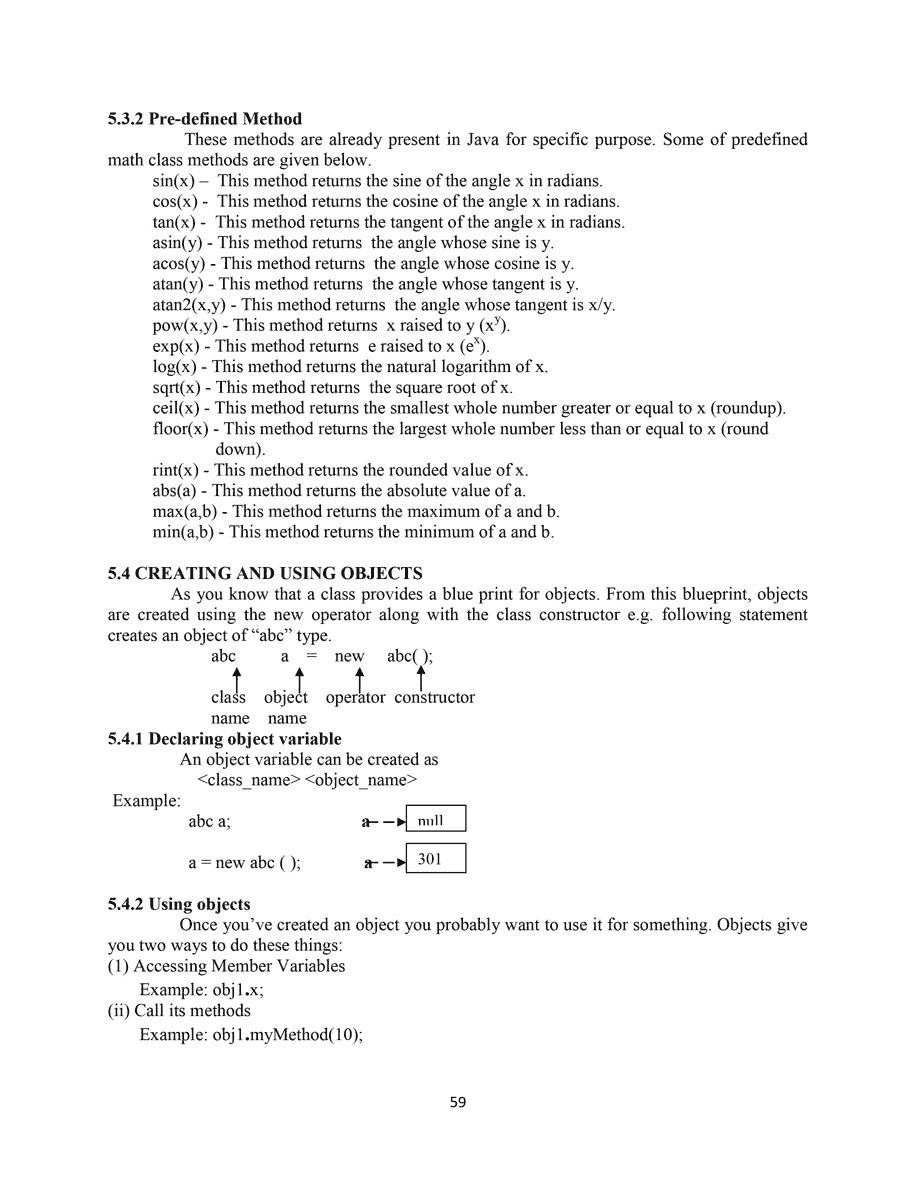 5.3.2 Pre-defined Method
These methods are already present in Java for specific purpose. Some of predefined
math class methods are given below.
sin(x) – This method returns the sine of the angle x in radians.
cos(x) - This method returns the cosine of the angle x in radians.
tan(x) - This method returns the tangent of the angle x in radians.
asin(y) - This method returns the angle whose sine is y.
acos(y) - This method returns the angle whose cosine is y.
atan(y) - This method returns the angle whose tangent is y.
atan2(x,y) - This method returns the angle whose tangent is x/y.
pow(x,y) - This method returns x raised to y (xʸ).
exp(x) - This method returns e raised to x (eˣ).
log(x) - This method returns the natural logarithm of x.
sqrt(x) - This method returns the square root of x.
ceil(x) - This method returns the smallest whole number greater or equal to x (roundup).
floor(x) - This method returns the largest whole number less than or equal to x (round
down).
rint(x) - This method returns the rounded value of x.
abs(a) - This method returns the absolute value of a.
max(a,b) - This method returns the maximum of a and b.
min(a,b) - This method returns the minimum of a and b.
5.4 CREATING AND USING OBJECTS
As you know that a class provides a blue print for objects. From this blueprint, objects
are created using the new operator along with the class constructor e.g. following statement
creates an object of “abc” type.
abc a = new abc( );
class object operator constructor
name name
5.4.1 Declaring object variable
An object variable can be created as
<class_name> <object_name>
Example:
abc a; a null
a = new abc ( ); a 301
5.4.2 Using objects
Once you’ve created an object you probably want to use it for something. Objects give
you two ways to do these things:
(1) Accessing Member Variables
Example: obj1.x;
(ii) Call its methods
Example: obj1.myMethod(10);
59